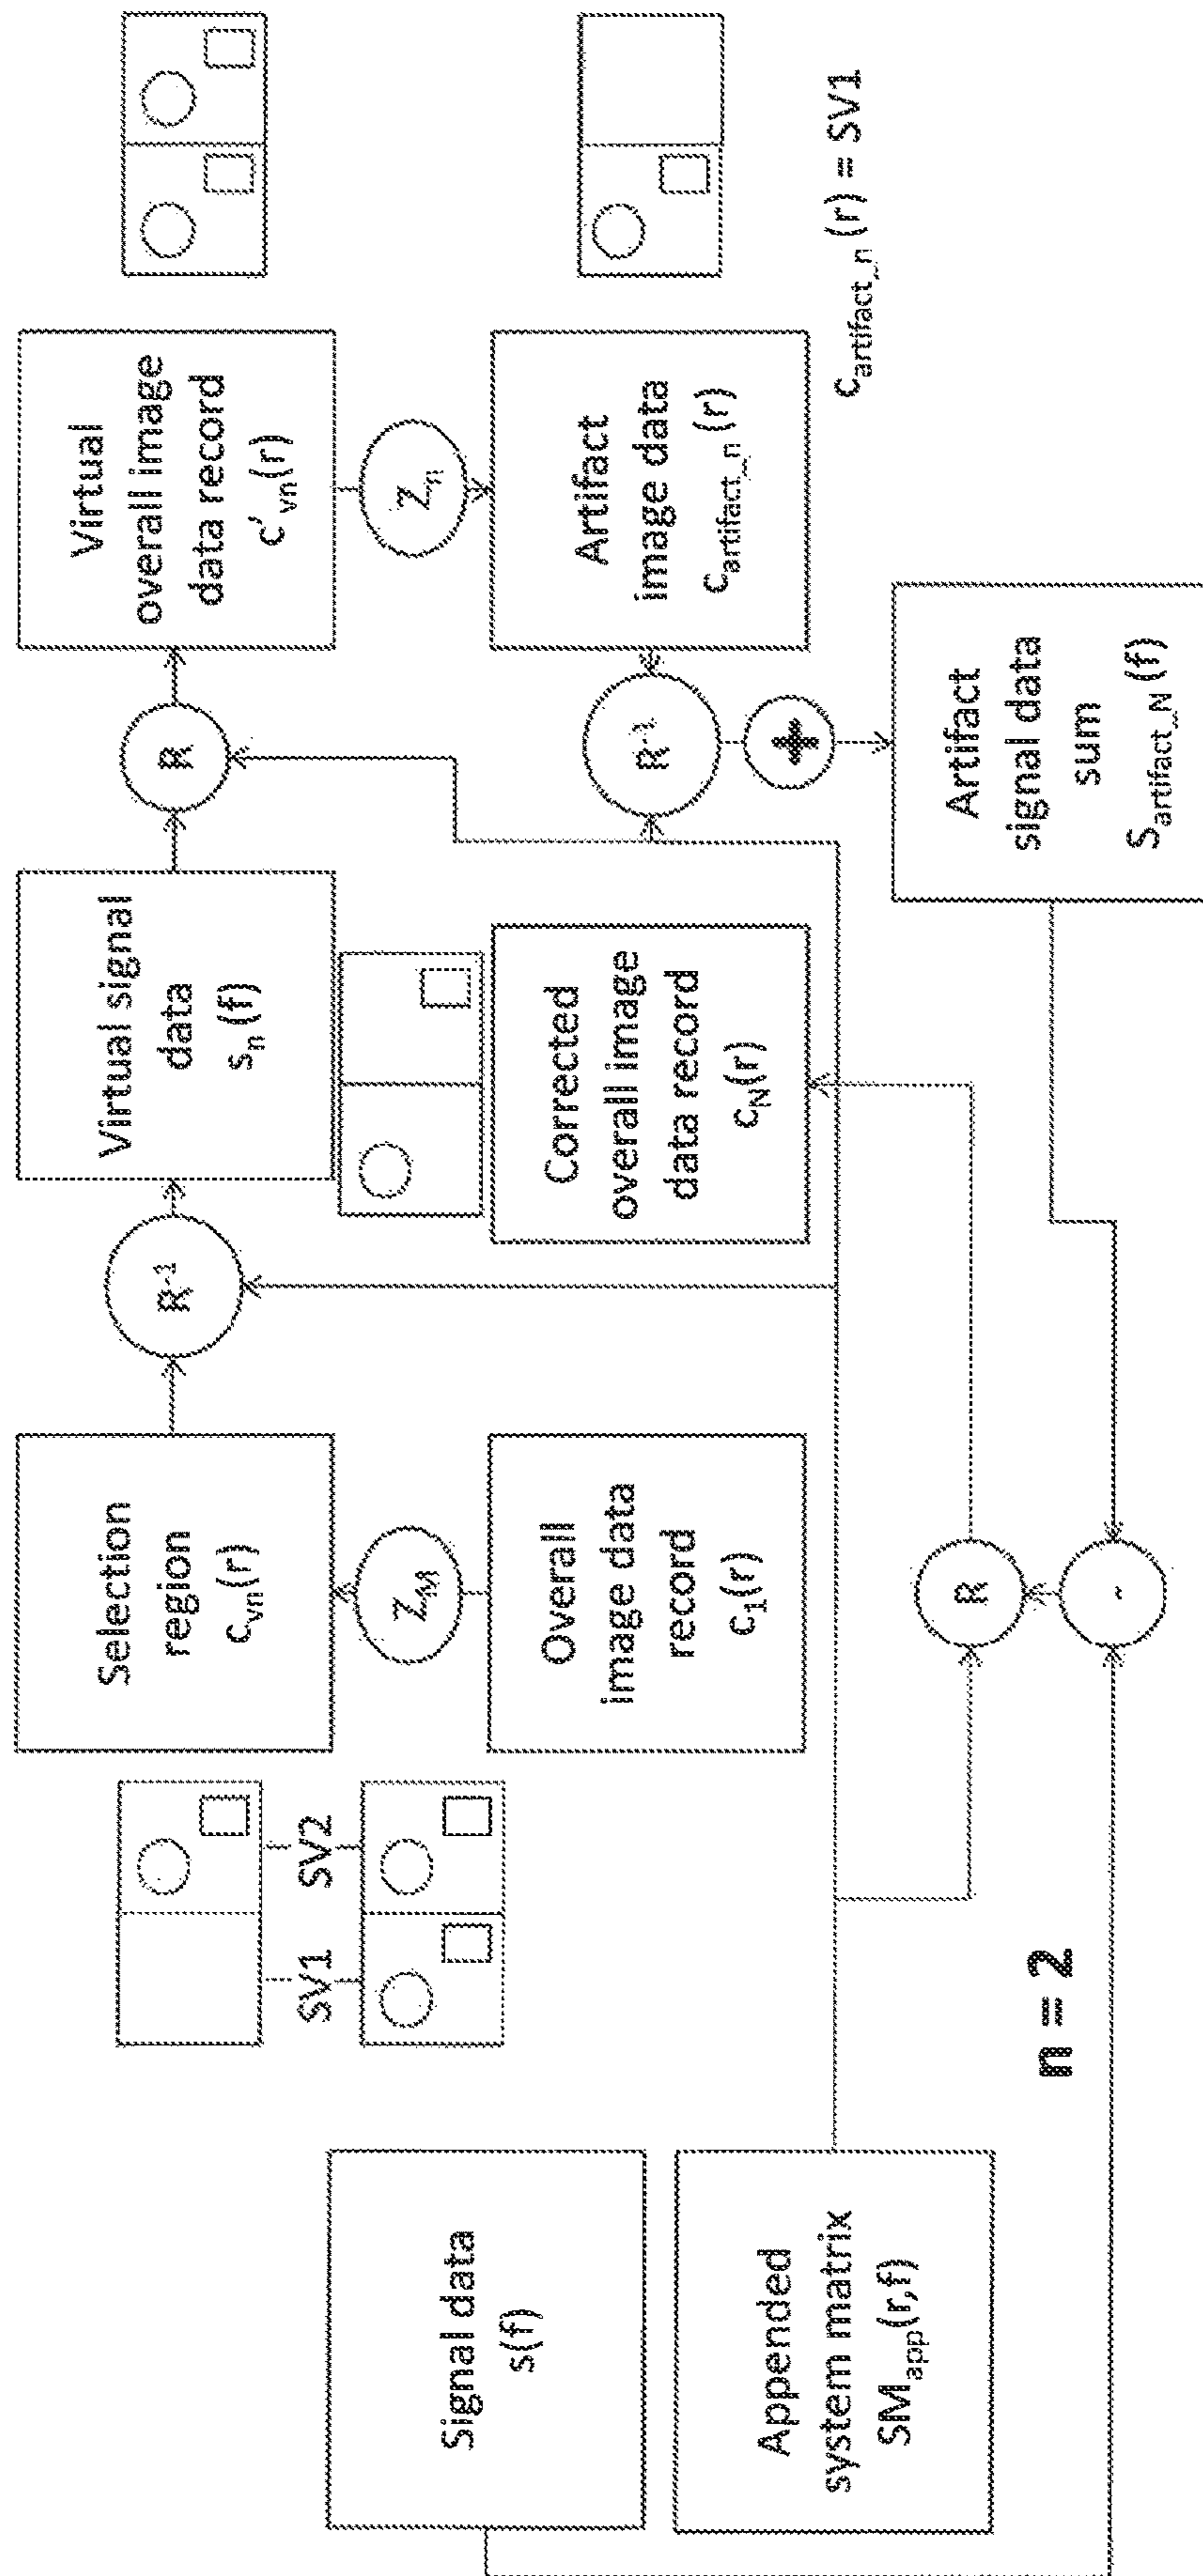 Signal data
s(f)
Appended
system matrix
SM_app(r,f)
SV1
SV2
Selection
region
c_vn(r)
Z_M
Overall
image data
record
c_1(r)
n = 2
R^-1
Virtual signal
data
s_n(f)
Corrected
overall image
data record
c_N(r)
R
-
R
Virtual
overall image
data record
c'_vn(r)
Z_n
Artifact
image data
c_artifact_n(r)
R^-1
+
Artifact
signal data
sum
S_artifact_N(f)
c_artifact_n(r) = SV1